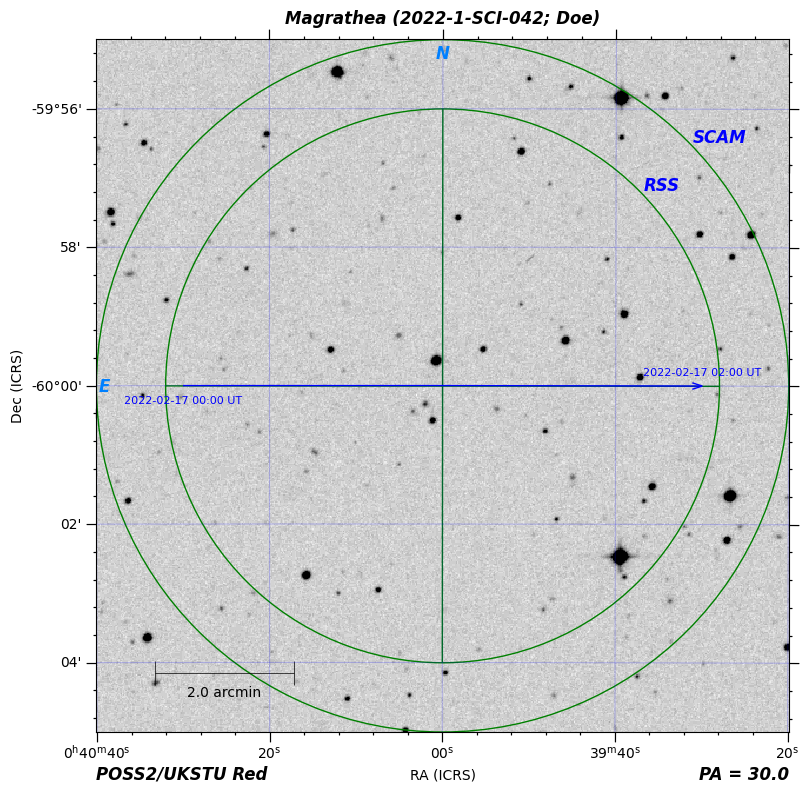 Magrathea (2022-1-SCI-042; Doe)
N
-59°56'
SCAM
RSS
58'
2022-02-17 02:00 UT
E
-60°00'
2022-02-17 00:00 UT
Dec (ICRS)
02'
04'
2.0 arcmin
0ʰ40ᵐ40ˢ
20ˢ
00ˢ
39ᵐ40ˢ
20ˢ
POSS2/UKSTU Red
RA (ICRS)
PA = 30.0